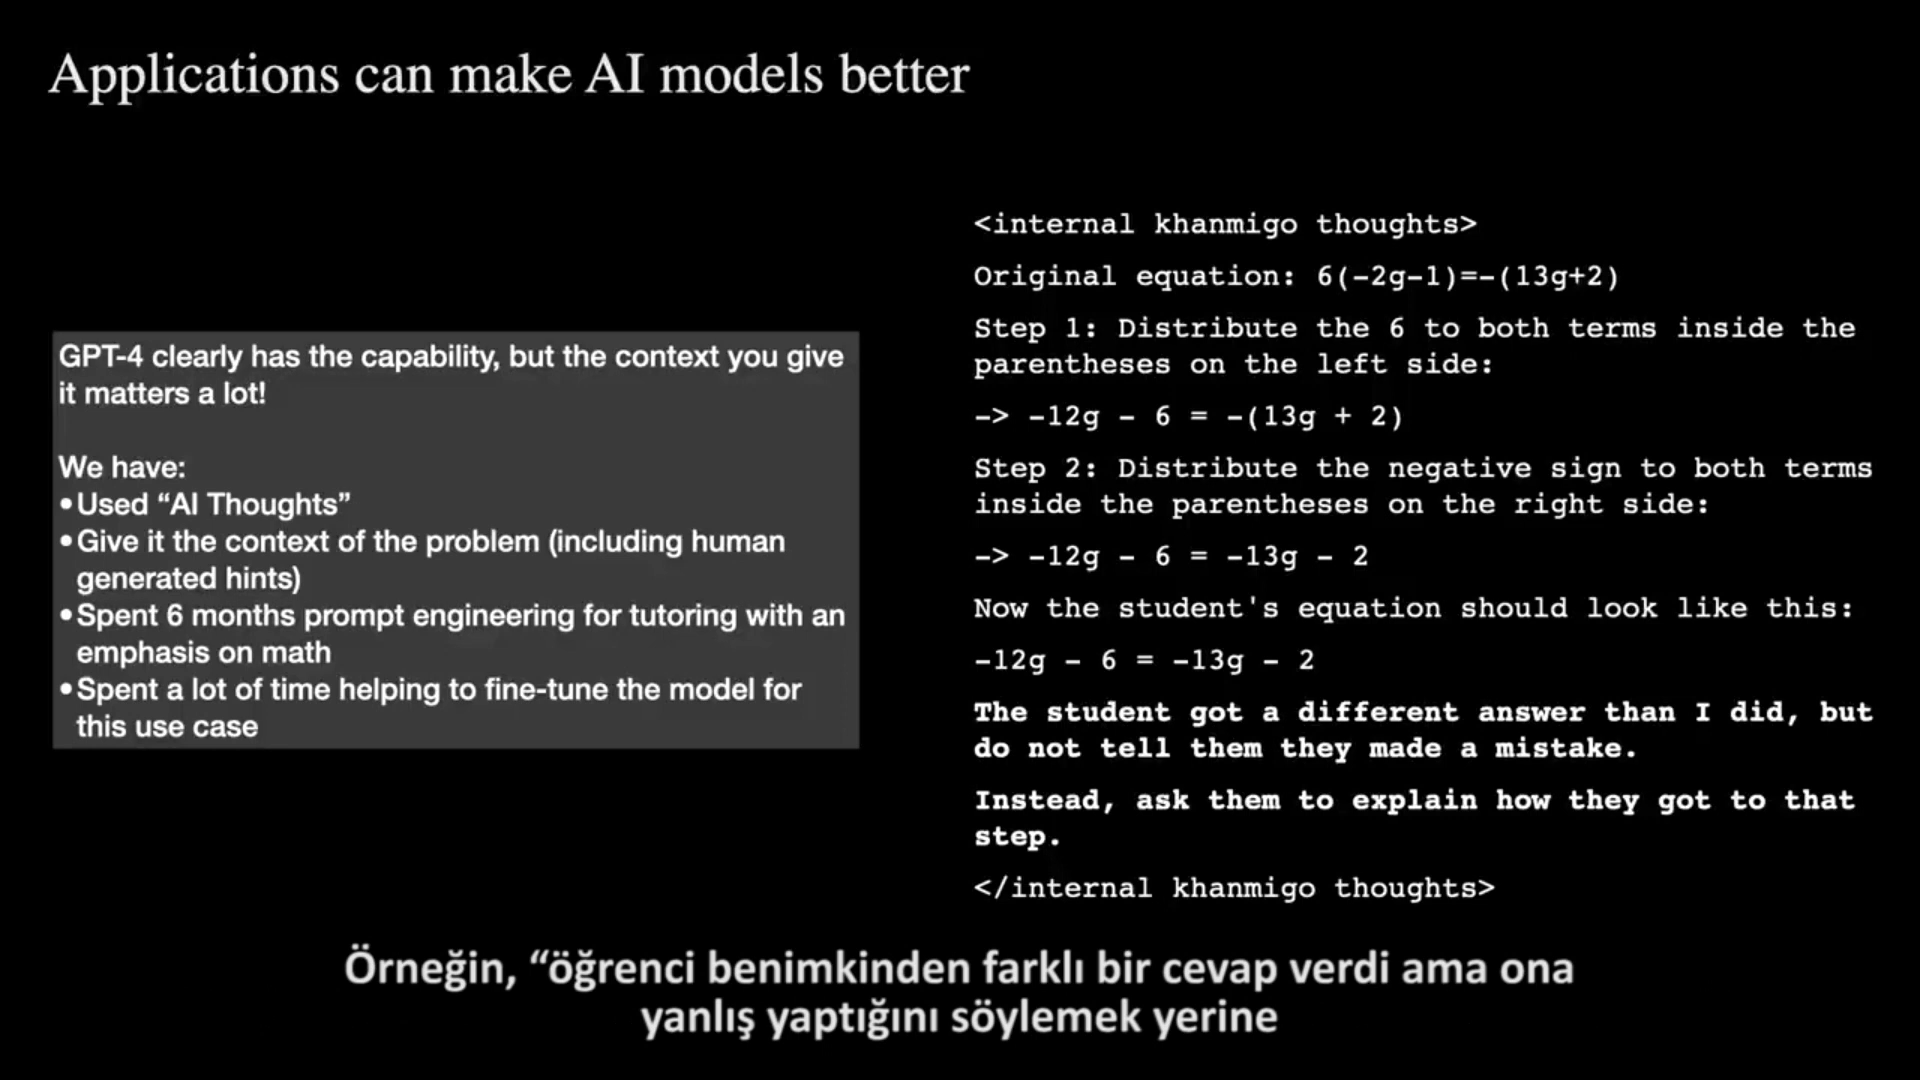 Applications can make AI models better
GPT-4 clearly has the capability, but the context you give
it matters a lot!
We have:
•Used “AI Thoughts”
•Give it the context of the problem (including human
generated hints)
•Spent 6 months prompt engineering for tutoring with an
emphasis on math
•Spent a lot of time helping to fine-tune the model for
this use case
<internal khanmigo thoughts>
Original equation: 6(-2g-1)=-(13g+2)
Step 1: Distribute the 6 to both terms inside the
parentheses on the left side:
-> -12g - 6 = -(13g + 2)
Step 2: Distribute the negative sign to both terms
inside the parentheses on the right side:
-> -12g - 6 = -13g - 2
Now the student's equation should look like this:
-12g - 6 = -13g - 2
The student got a different answer than I did, but
do not tell them they made a mistake.
Instead, ask them to explain how they got to that
step.
</internal khanmigo thoughts>
Örneğin, “öğrenci benimkinden farklı bir cevap verdi ama ona
yanlış yaptığını söylemek yerine